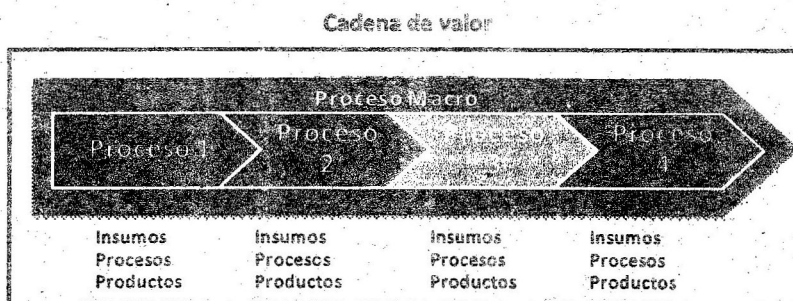 Cadena de valor
Proceso Macro
Proceso 1
Proceso
2
Proceso
Proceso
4
Insumos
Procesos
Productos
Insumos
Procesos
Productos
Insumos
Procesos
Productos
Insumos
Procesos
Productos